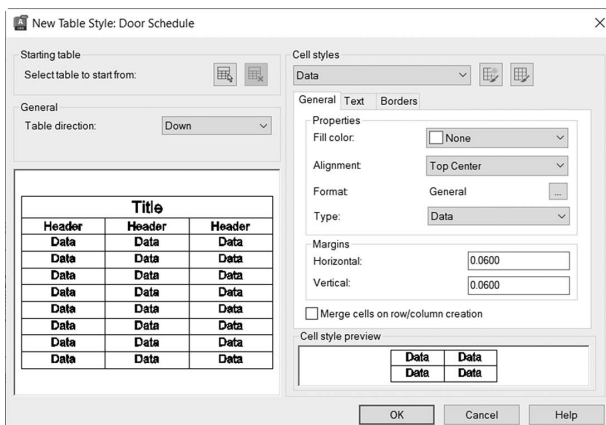 New Table Style: Door Schedule
Starting table
Select table to start from:
General
Table direction:
Down
Title
Header Header Header
Data Data Data
Data Data Data
Data Data Data
Data Data Data
Data Data Data
Data Data Data
Data Data Data
Data Data Data
Cell styles
Data
General Text Borders
Properties
Fill color: None
Alignment: Top Center
Format: General ...
Type: Data
Margins
Horizontal: 0.0600
Vertical: 0.0600
Merge cells on row/column creation
Cell style preview
Data Data
Data Data
OK Cancel Help